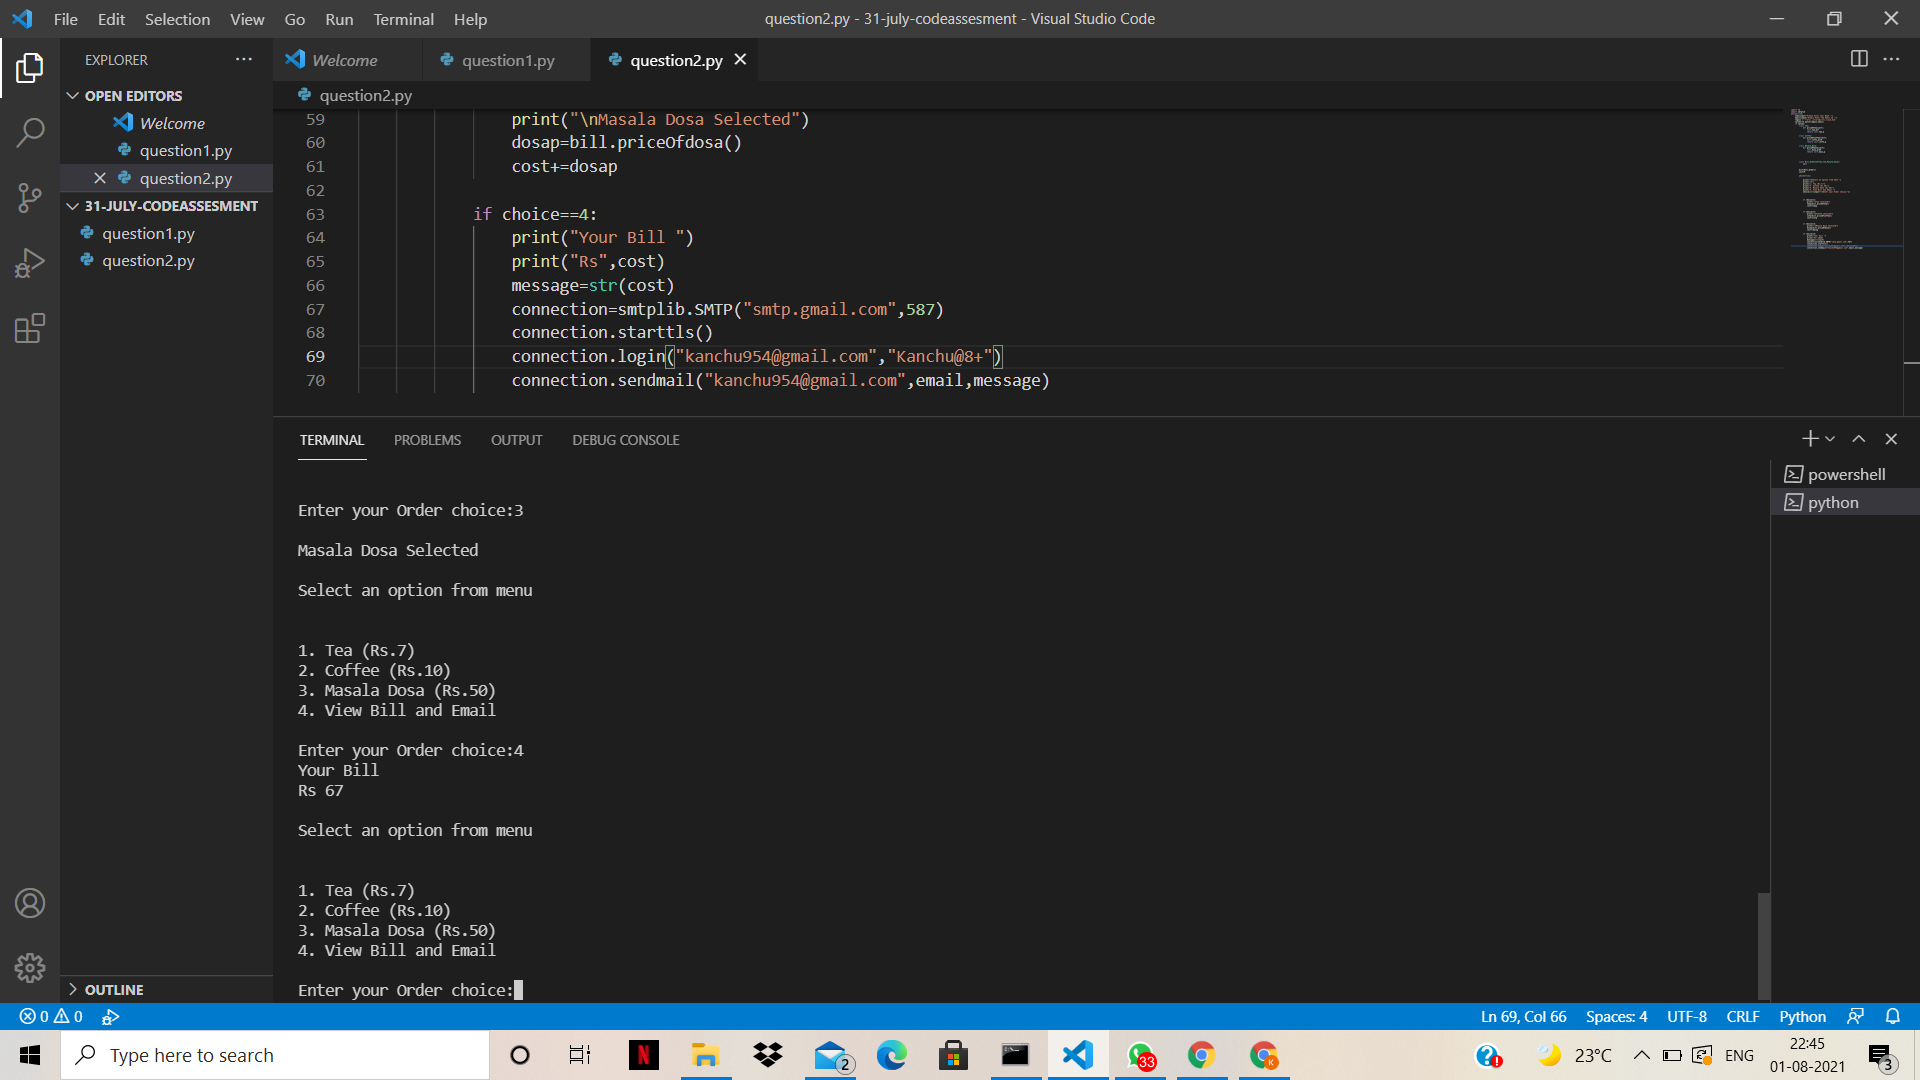 File Edit Selection View Go Run Terminal Help
question2.py - 31-july-codeassesment - Visual Studio Code
EXPLORER
OPEN EDITORS
Welcome
question1.py
question2.py
31-JULY-CODEASSESMENT
question1.py
question2.py
OUTLINE
Welcome question1.py question2.py
question2.py
59 print("\nMasala Dosa Selected")
60 dosap=bill.priceOfdosa()
61 cost+=dosap
62
63 if choice==4:
64 print("Your Bill ")
65 print("Rs",cost)
66 message=str(cost)
67 connection=smtplib.SMTP("smtp.gmail.com",587)
68 connection.starttls()
69 connection.login("kanchu954@gmail.com","Kanchu@8+")
70 connection.sendmail("kanchu954@gmail.com",email,message)
TERMINAL PROBLEMS OUTPUT DEBUG CONSOLE
powershell
python
Enter your Order choice:3
Masala Dosa Selected
Select an option from menu
1. Tea (Rs.7)
2. Coffee (Rs.10)
3. Masala Dosa (Rs.50)
4. View Bill and Email
Enter your Order choice:4
Your Bill
Rs 67
Select an option from menu
1. Tea (Rs.7)
2. Coffee (Rs.10)
3. Masala Dosa (Rs.50)
4. View Bill and Email
Enter your Order choice:
0 0
Ln 69, Col 66 Spaces: 4 UTF-8 CRLF Python
Type here to search
2
33
K
23°C
ENG
22:45
01-08-2021
3